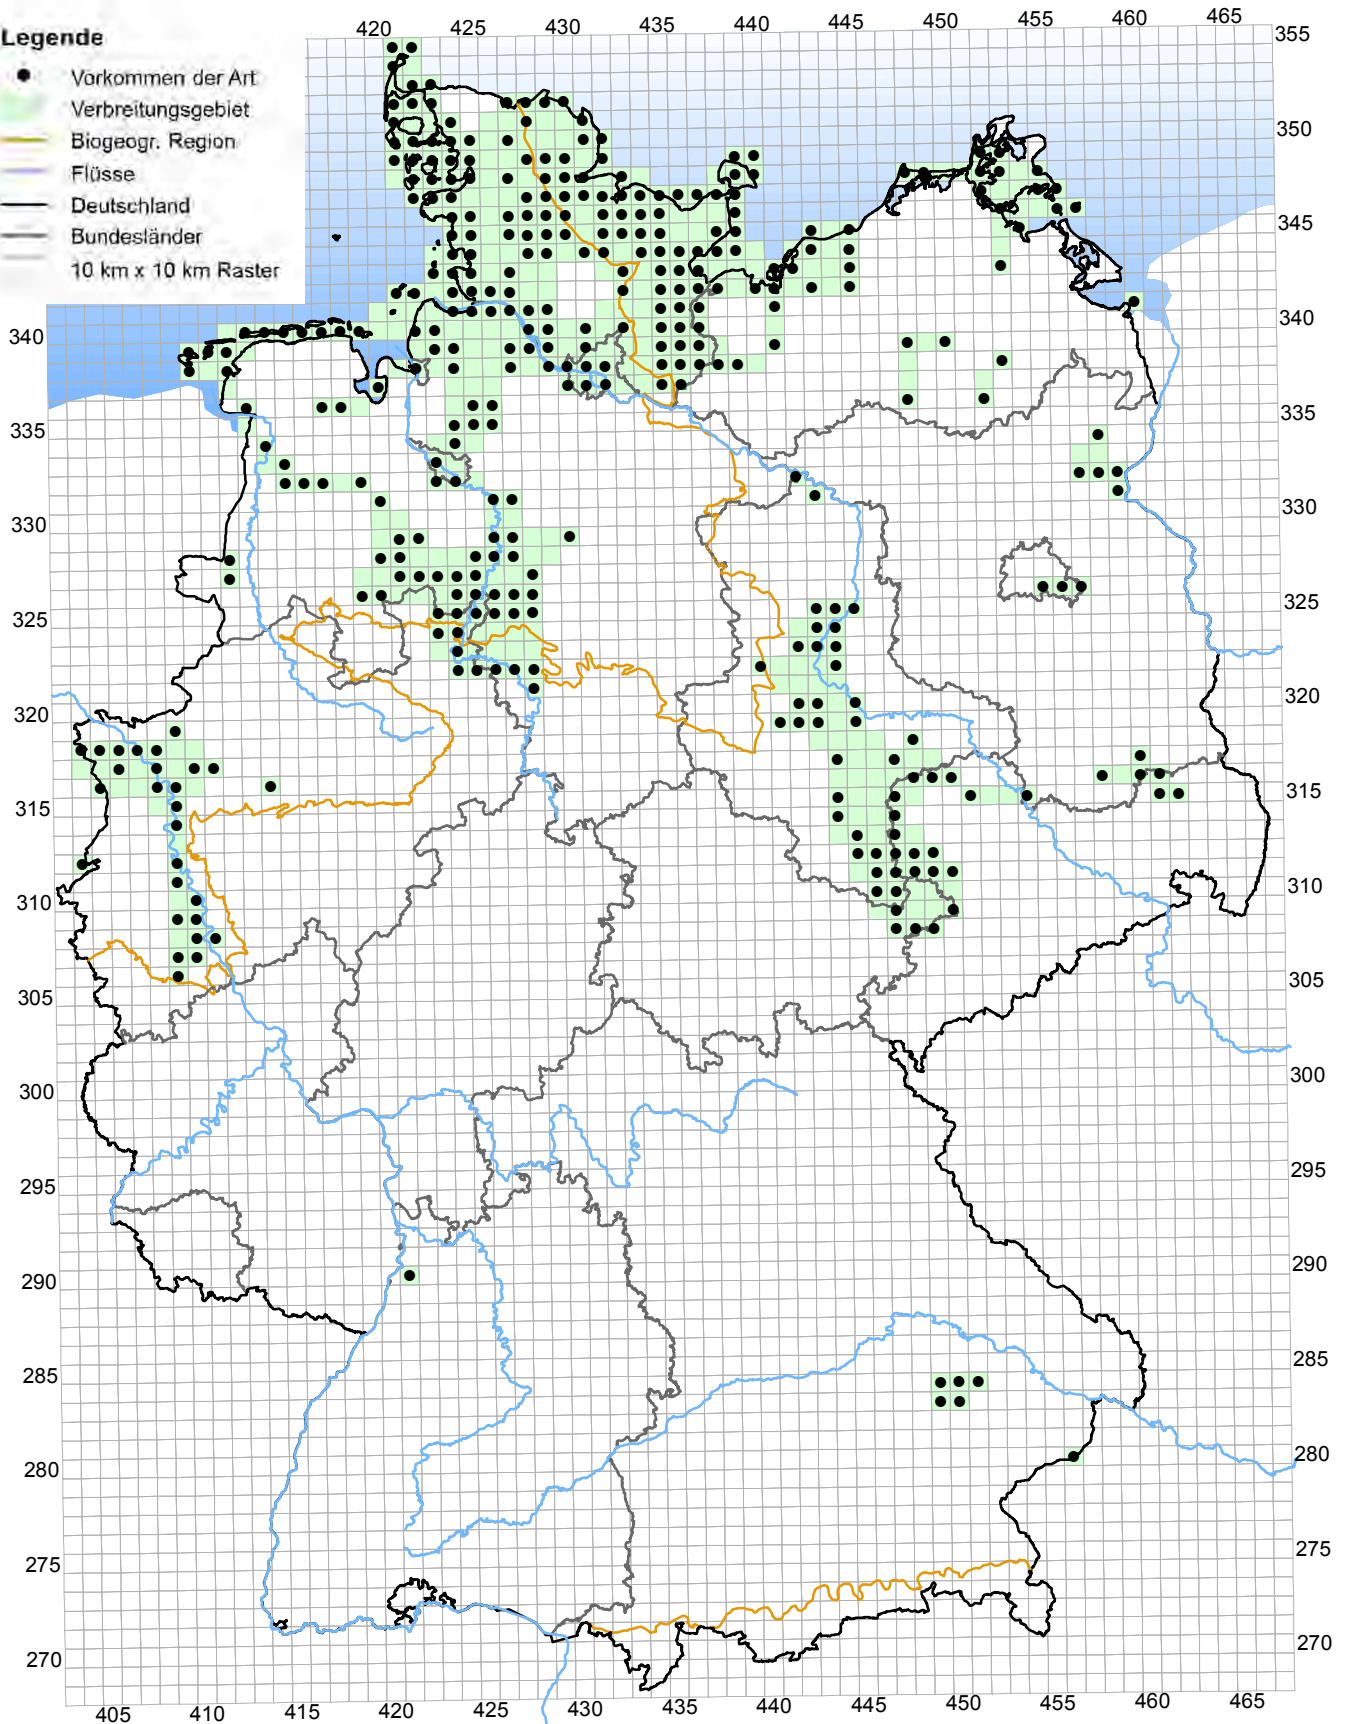 Legende
Vorkommen der Art
Verbreitungsgebiet
Biogeogr. Region
Flüsse
Deutschland
Bundesländer
10 km x 10 km Raster
420 425 430 435 440 445 450 455 460 465
355
350
345
340 340
335 335
330 330
325 325
320 320
315 315
310 310
305 305
300 300
295 295
290 290
285 285
280 280
275 275
270 270
405 410 415 420 425 430 435 440 445 450 455 460 465